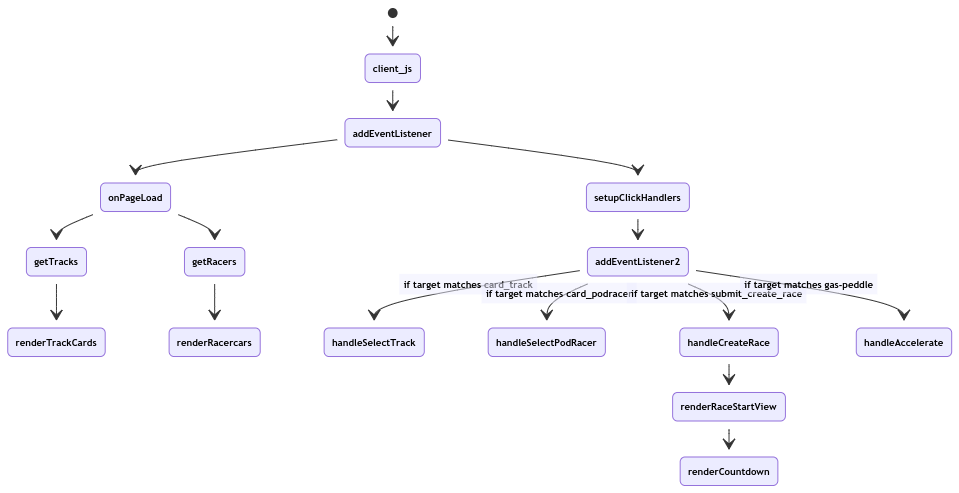 client_js
addEventListener
onPageLoad
setupClickHandlers
getTracks
getRacers
addEventListener2
if target matches card_track
if target matches card_podracer
if target matches submit_create_race
if target matches gas-peddle
renderTrackCards
renderRacercars
handleSelectTrack
handleSelectPodRacer
handleCreateRace
handleAccelerate
renderRaceStartView
renderCountdown